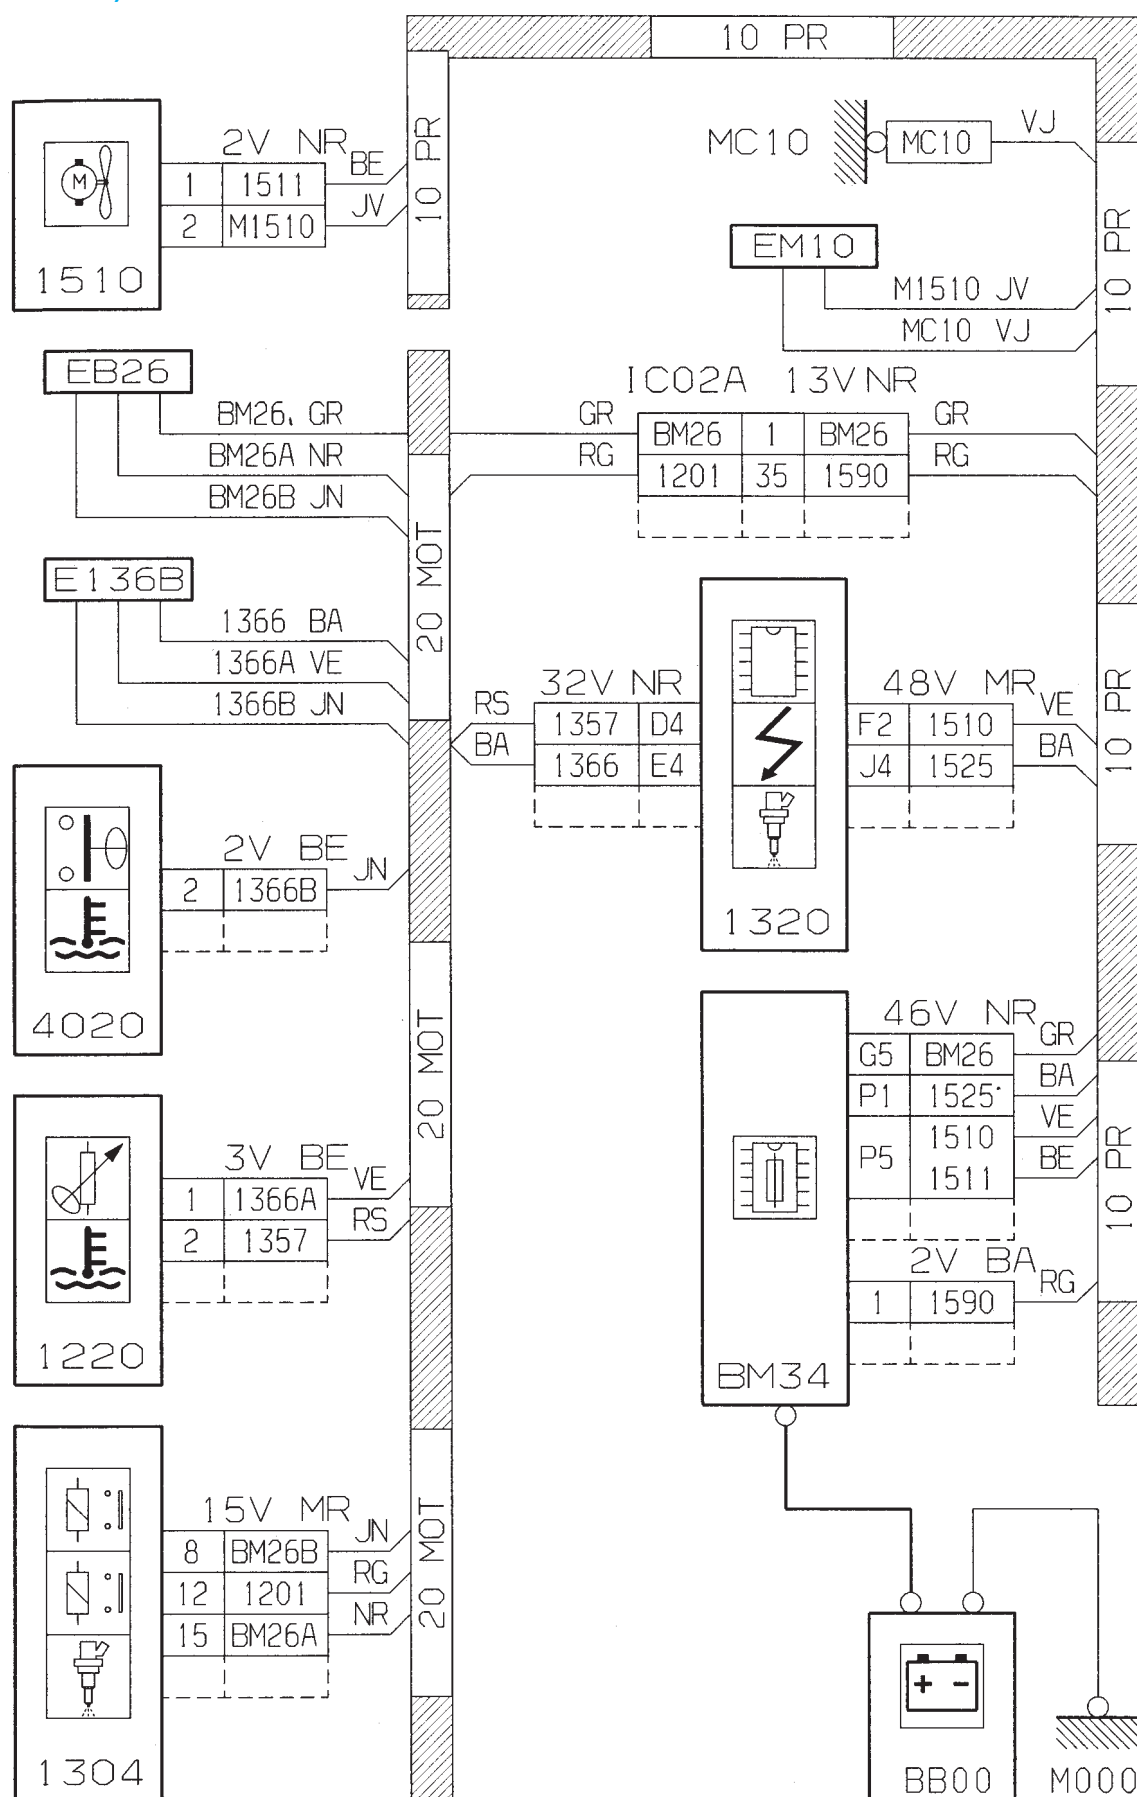 10 PR
10 PR
2V NR
BE
1 1511
JV
2 M1510
M
1510
MC10
MC10
VJ
EM10
M1510 JV
MC10 VJ
10 PR
EB26
BM26. GR
BM26A NR
BM26B JN
IC02A 13V NR
GR BM26 1 BM26 GR
RG 1201 35 1590 RG
20 MOT
E136B
1366 BA
1366A VE
1366B JN
32V NR
RS 1357 D4
BA 1366 E4
48V MR
F2 1510 VE
J4 1525 BA
1320
10 PR
2V BE
2 1366B JN
4020
20 MOT
46V NR
G5 BM26 GR
P1 1525 BA
P5 1510 VE
1511 BE
10 PR
2V BA
1 1590 RG
BM34
3V BE
1 1366A VE
2 1357 RS
1220
15V MR
8 BM26B JN
12 1201 RG
15 BM26A NR
1304
20 MOT
+ -
BB00
M000